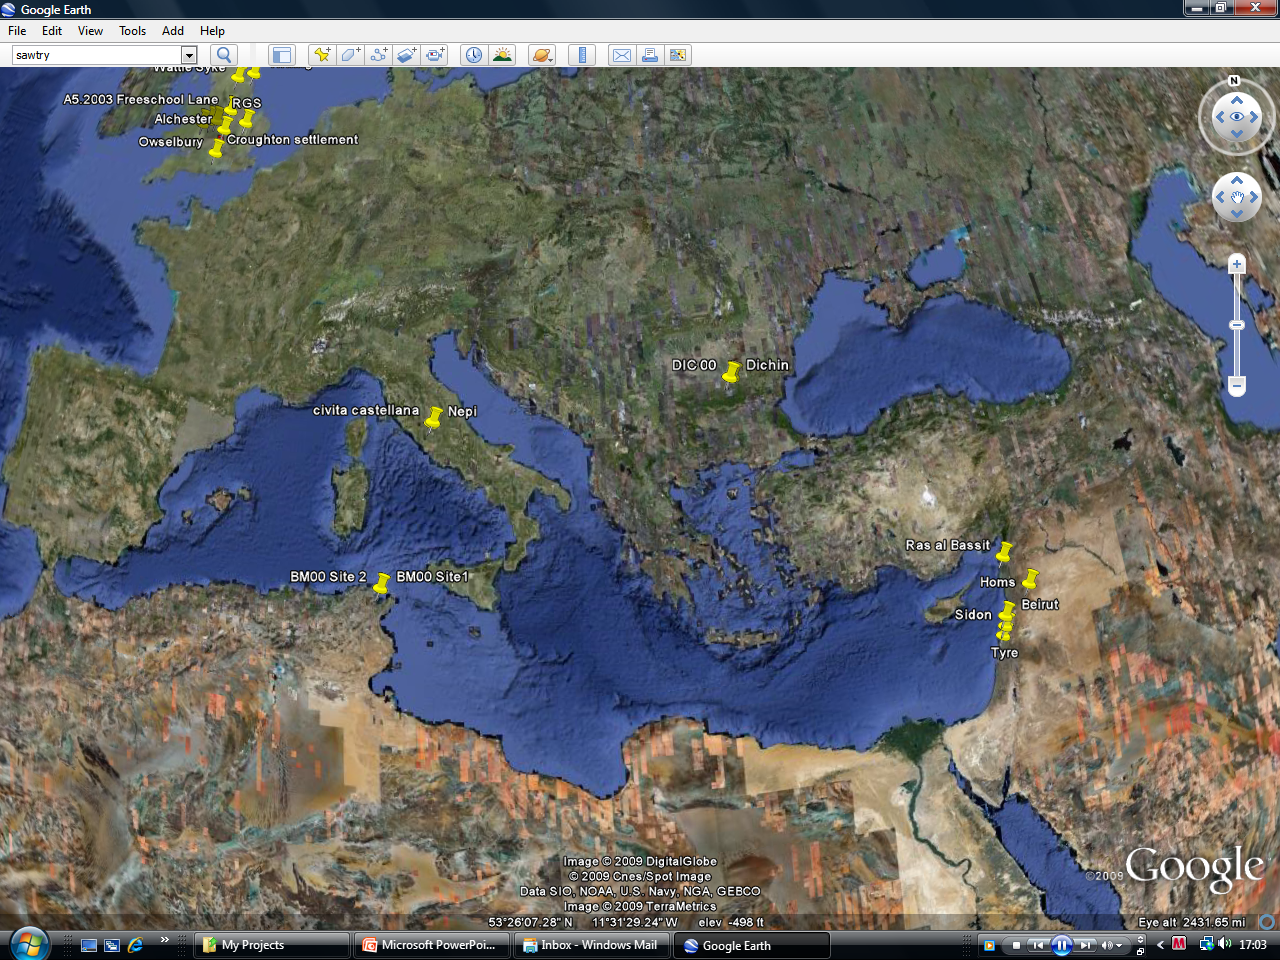 Google Earth
File Edit View Tools Add Help
sawtry
Wattle Syke
A5.2003 Freeschool Lane RGS
Alchester
Owselbury Croughton settlement
N
DIC 00 Dichin
civita castellana Nepi
Ras al Bassit
BM00 Site 2 BM00 Site1
Homs
Beirut
Sidon
Tyre
Image © 2009 DigitalGlobe
© 2009 Cnes/Spot Image
Data SIO, NOAA, U.S. Navy, NGA, GEBCO
Image © 2009 TerraMetrics
©2009 Google
53°26'07.28" N 11°31'29.24" W elev -498 ft
Eye alt 2431.65 mi
My Projects
Microsoft PowerPoi...
Inbox - Windows Mail
Google Earth
17:03